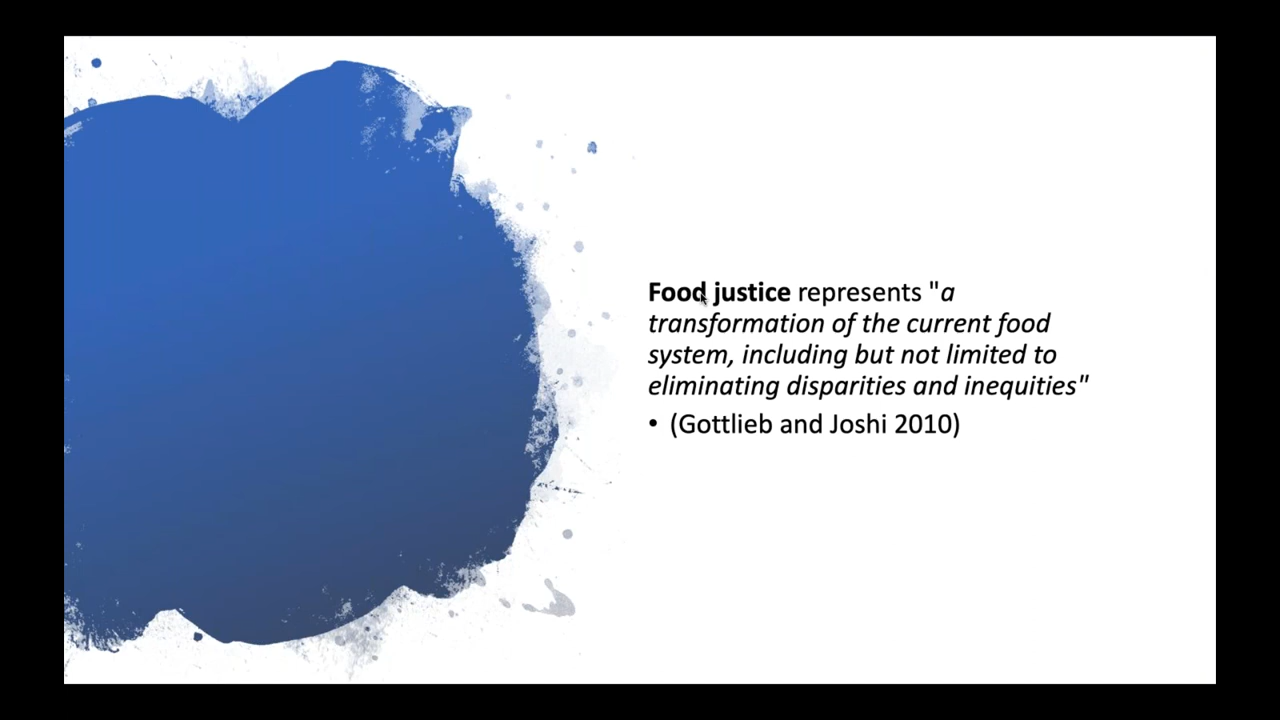 Food justice represents "a
transformation of the current food
system, including but not limited to
eliminating disparities and inequities"
• (Gottlieb and Joshi 2010)